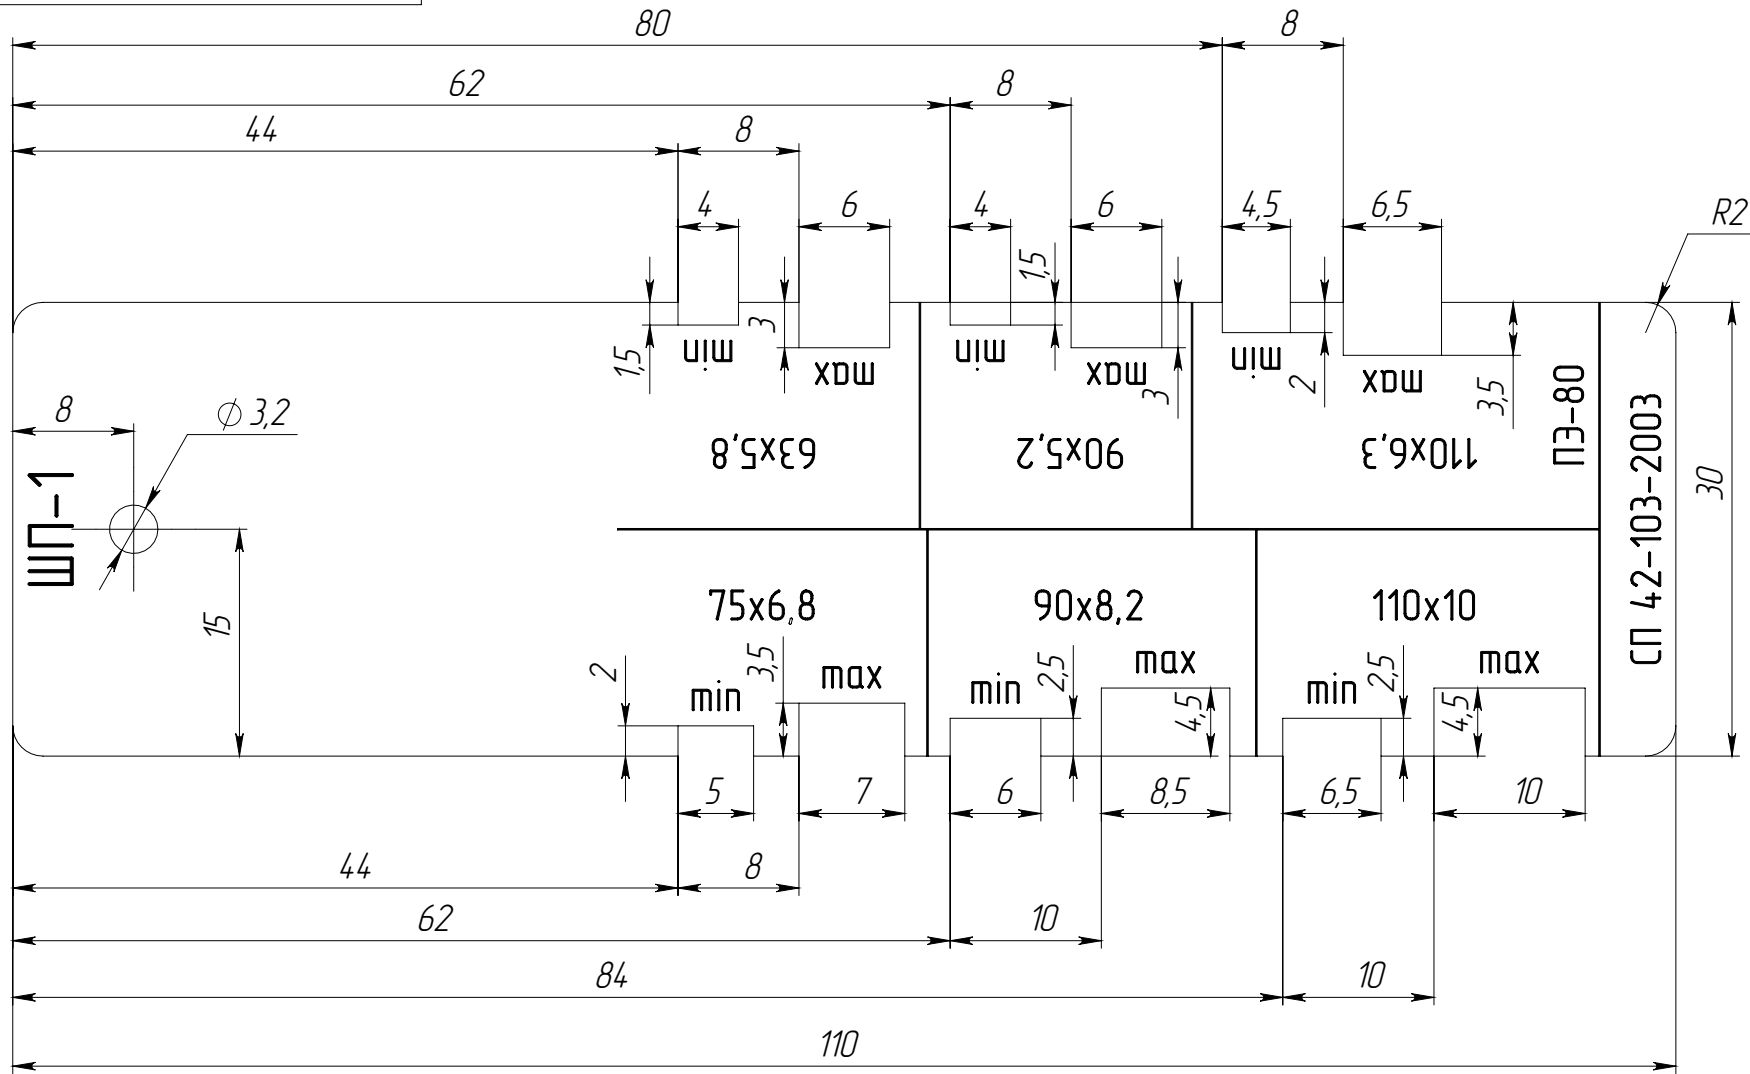 80
8
62
8
44
8
4
6
4
6
4,5
6,5
R2
1,5
3
1,5
3
2
3,5
min
max
min
max
min
max
8
Ø 3,2
63x5,8
90x5,2
110x6,3
ПЭ-80
СП 42-103-2003
30
ШП-1
15
75x6,8
90x8,2
110x10
2
min
3,5
max
min
2,5
max
4,5
min
2,5
max
4,5
5
7
6
8,5
6,5
10
44
8
62
10
84
10
110